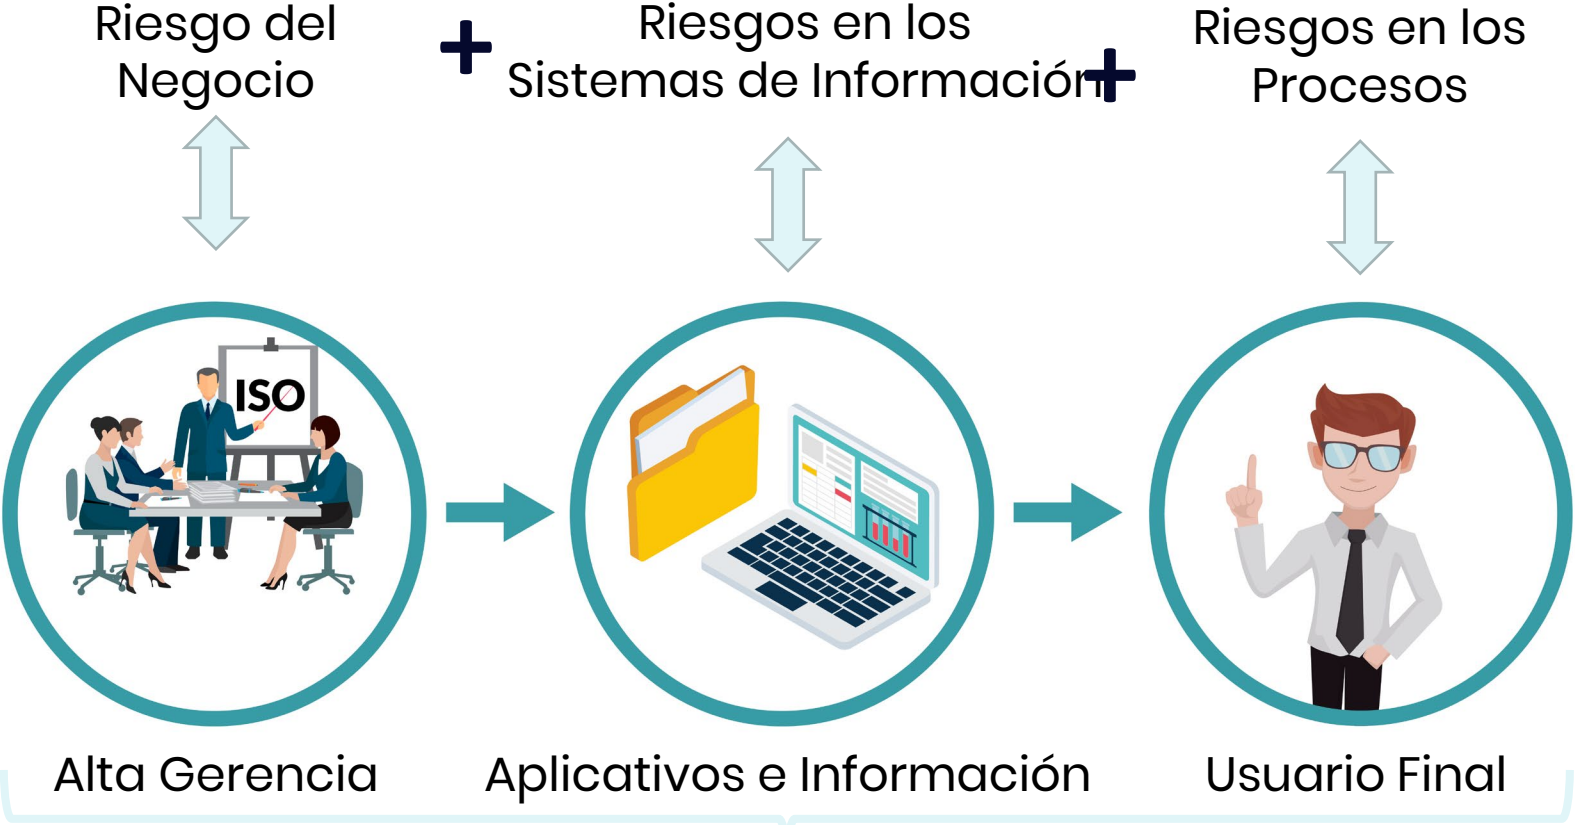 Riesgo del
Negocio
+
Riesgos en los
Sistemas de Información
+
Riesgos en los
Procesos
ISO
Alta Gerencia
Aplicativos e Información
Usuario Final